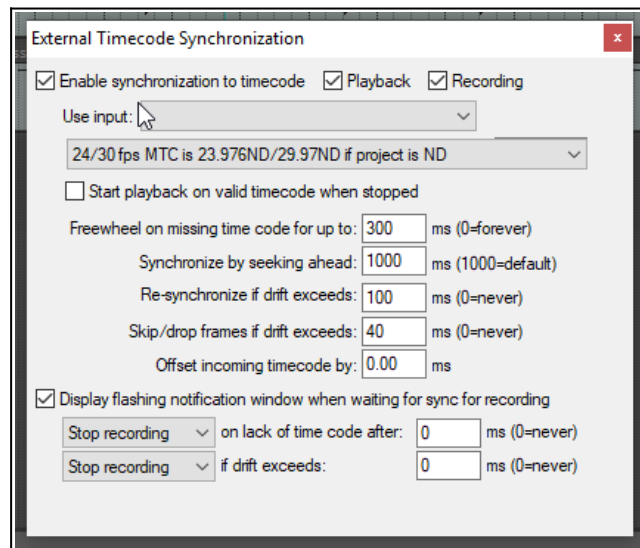 External Timecode Synchronization x
Enable synchronization to timecode Playback Recording
Use input:
24/30 fps MTC is 23.976ND/29.97ND if project is ND
Start playback on valid timecode when stopped
Freewheel on missing time code for up to: 300 ms (0=forever)
Synchronize by seeking ahead: 1000 ms (1000=default)
Re-synchronize if drift exceeds: 100 ms (0=never)
Skip/drop frames if drift exceeds: 40 ms (0=never)
Offset incoming timecode by: 0.00 ms
Display flashing notification window when waiting for sync for recording
Stop recording on lack of time code after: 0 ms (0=never)
Stop recording if drift exceeds: 0 ms (0=never)